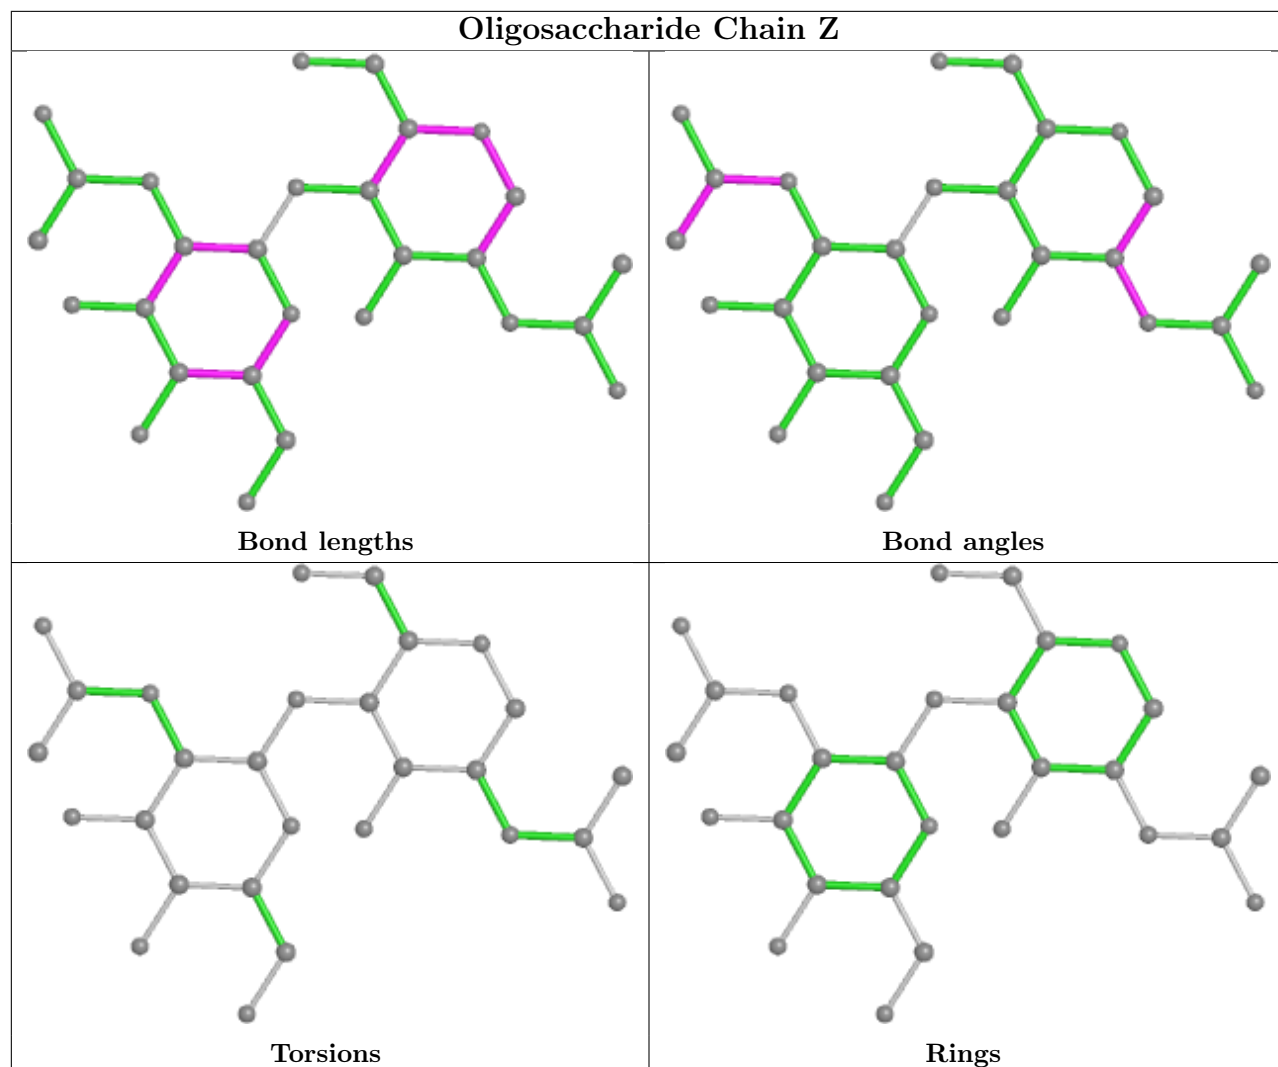 Oligosaccharide Chain Z
Bond lengths
Bond angles
Torsions
Rings